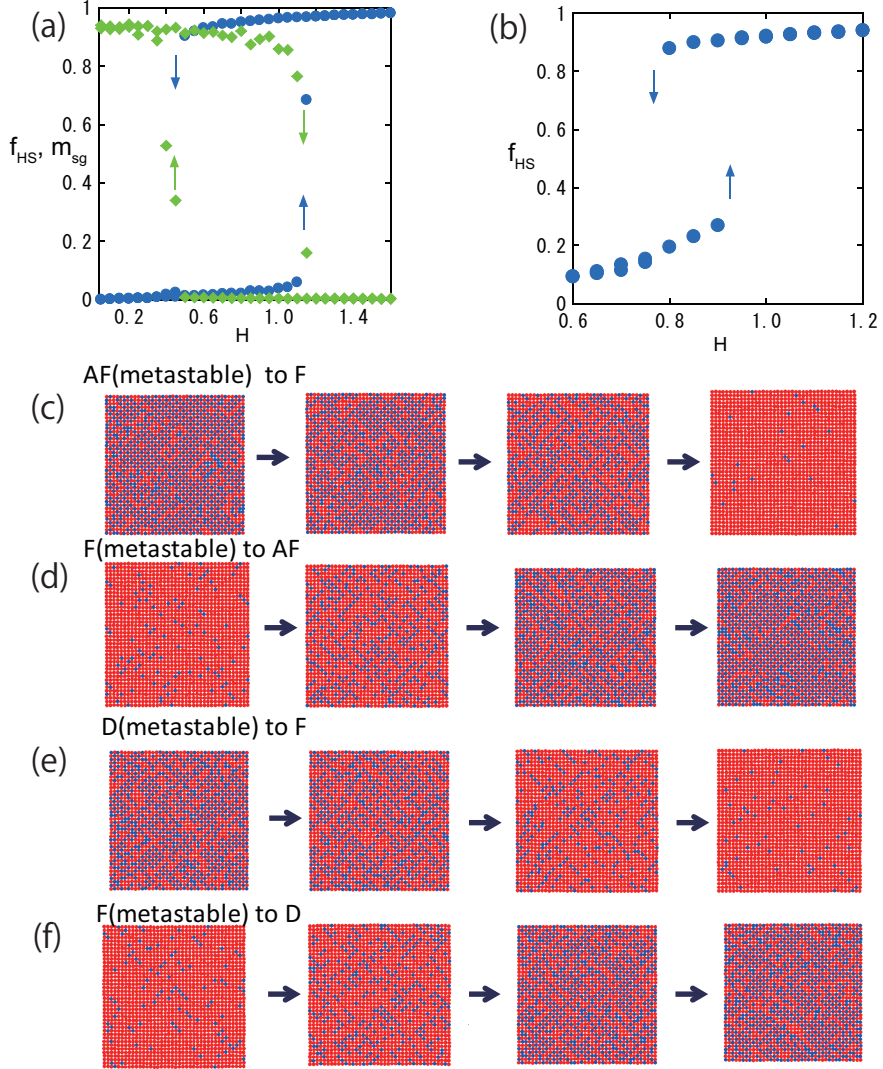 (a)
1
0.8
0.6
f_HS, m_sg
0.4
0.2
0
0.2 0.6 1.0 1.4
H
(b)
1
0.8
0.6
f_HS
0.4
0.2
0
0.6 0.8 1.0 1.2
H
AF(metastable) to F
(c)
F(metastable) to AF
(d)
D(metastable) to F
(e)
F(metastable) to D
(f)